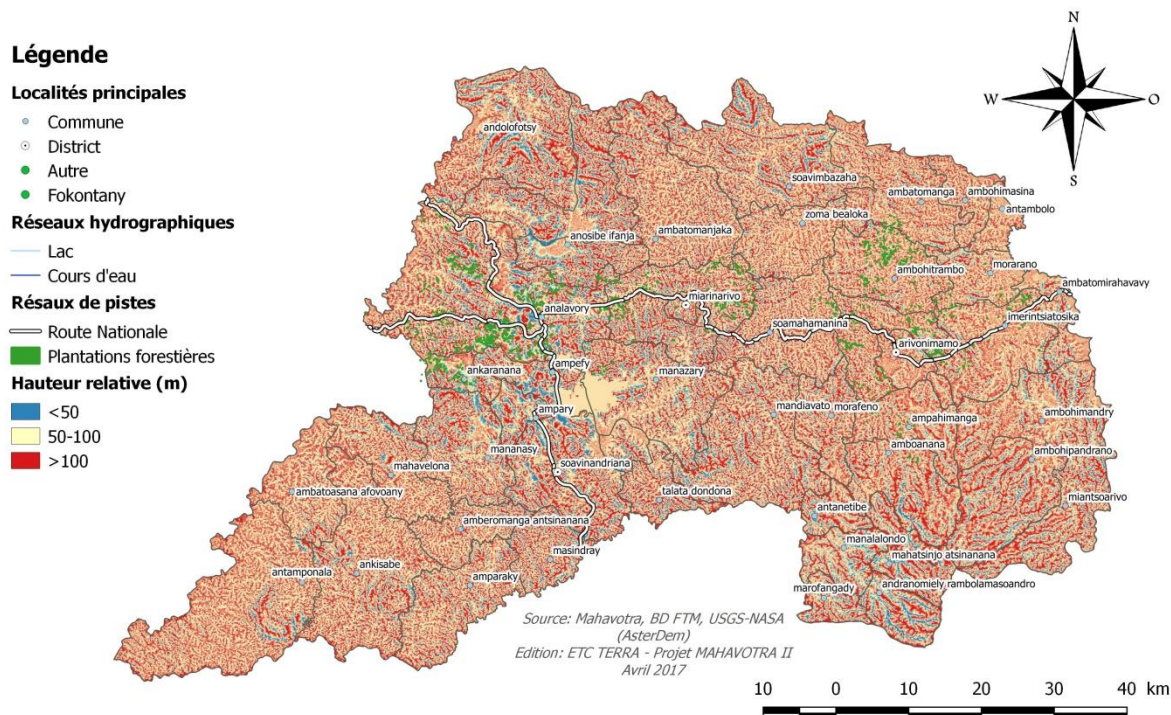 Légende
Localités principales
Commune
District
Autre
Fokontany
Réseaux hydrographiques
Lac
Cours d'eau
Résaux de pistes
Route Nationale
Plantations forestières
Hauteur relative (m)
<50
50-100
>100
N
W
O
S
andolofotsy
soavimbazaha
ambatomanga
ambohimasina
antambolo
zoma bealoka
anosibe ifanja
ambatomanjaka
ambohitrambo
morarano
ambatomirahavavy
miarinarivo
analavory
soamahamanina
imerintsiatosika
arivonimamo
ampefy
ankaranana
manazary
ampary
mandiavato
morafeno
ampahimanga
ambohimandry
amboanana
ambohipandrano
mananasy
mahavelona
soavinandriana
ambatoasana afovoany
talata dondona
miantsoarivo
antanetibe
amberomanga antsinanana
manalalondo
mahatsinjo atsinanana
masindray
antamponala
ankisabe
amparaky
andranomiely rambolamasoandro
marofangady
Source: Mahavotra, BD FTM, USGS-NASA
(AsterDem)
Edition: ETC TERRA - Projet MAHAVOTRA II
Avril 2017
10 0 10 20 30 40 km